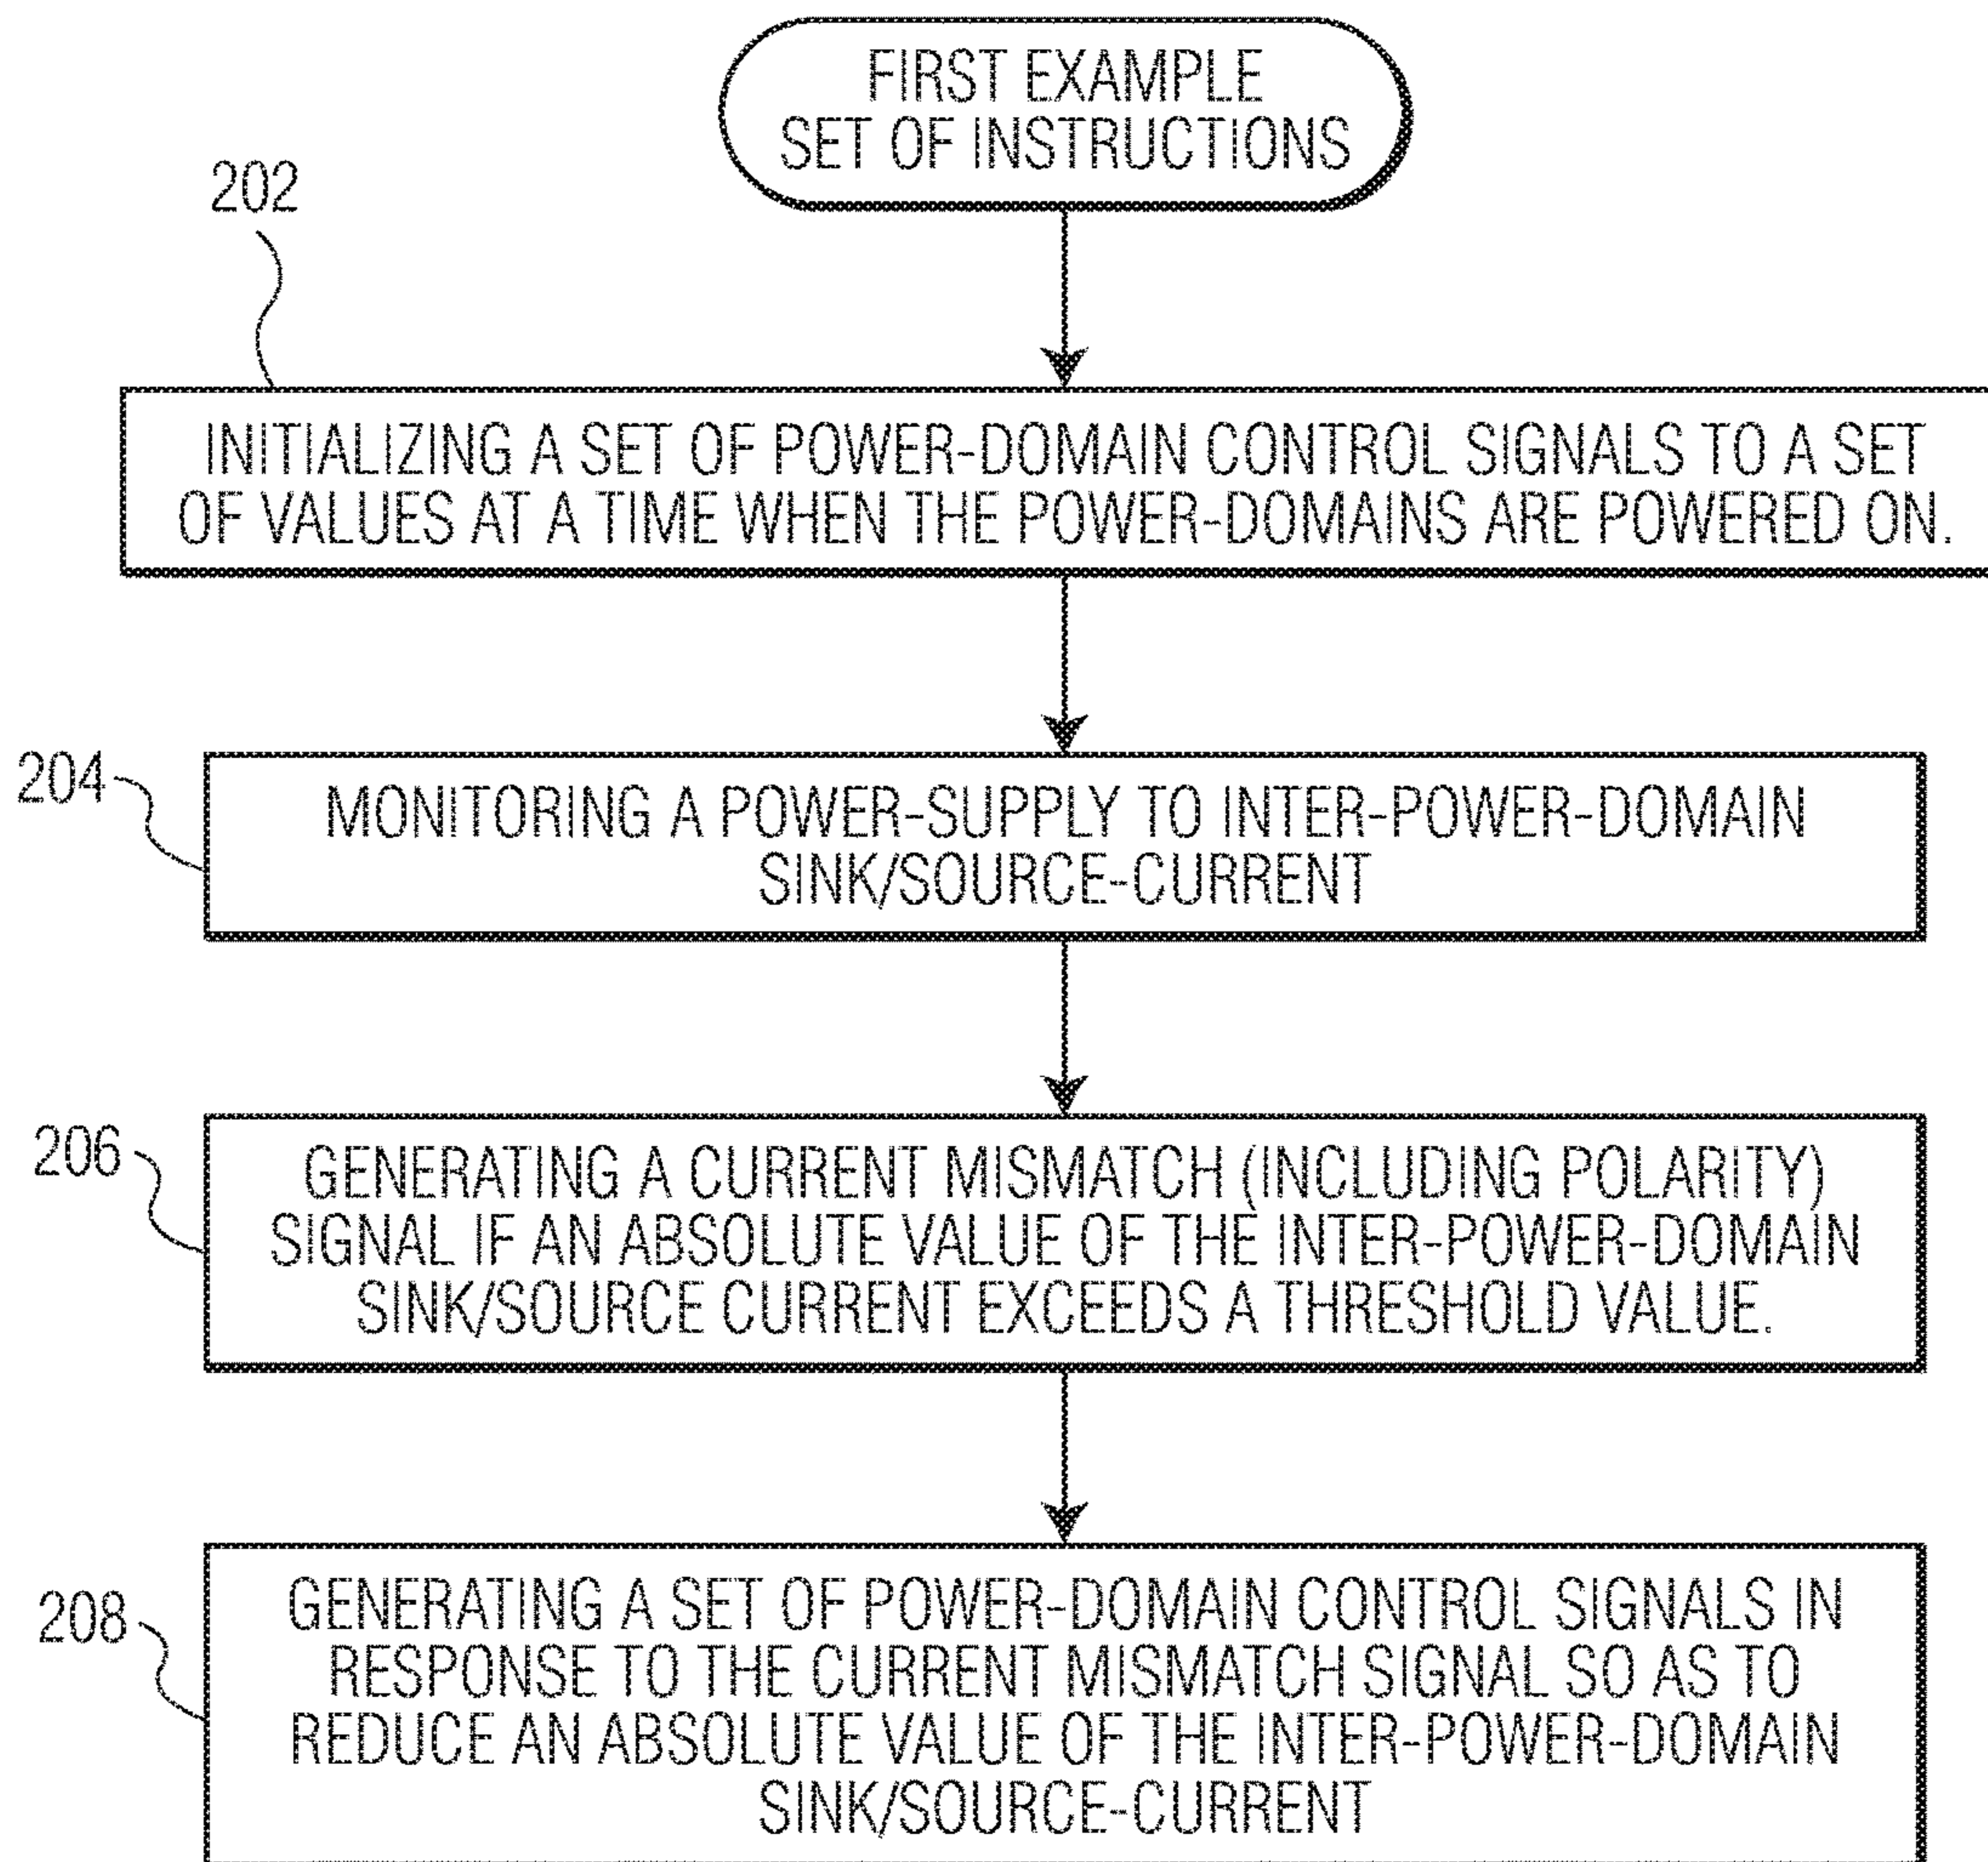 FIRST EXAMPLE
SET OF INSTRUCTIONS
202
INITIALIZING A SET OF POWER-DOMAIN CONTROL SIGNALS TO A SET
OF VALUES AT A TIME WHEN THE POWER-DOMAINS ARE POWERED ON.
204
MONITORING A POWER-SUPPLY TO INTER-POWER-DOMAIN
SINK/SOURCE-CURRENT
206
GENERATING A CURRENT MISMATCH (INCLUDING POLARITY)
SIGNAL IF AN ABSOLUTE VALUE OF THE INTER-POWER-DOMAIN
SINK/SOURCE CURRENT EXCEEDS A THRESHOLD VALUE.
208
GENERATING A SET OF POWER-DOMAIN CONTROL SIGNALS IN
RESPONSE TO THE CURRENT MISMATCH SIGNAL SO AS TO
REDUCE AN ABSOLUTE VALUE OF THE INTER-POWER-DOMAIN
SINK/SOURCE-CURRENT